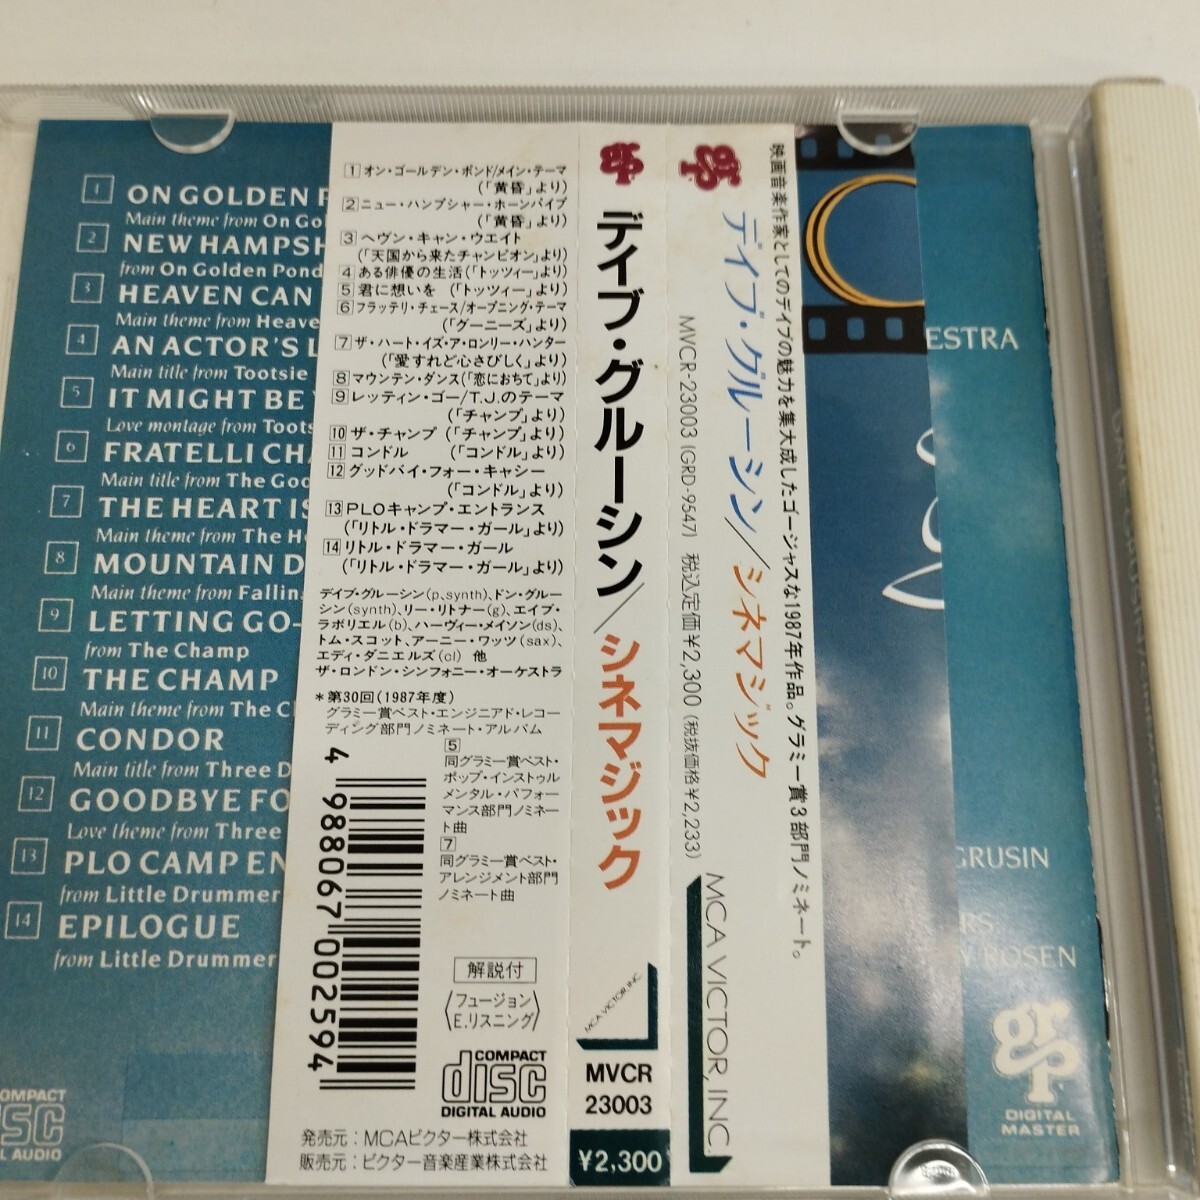 1 ON GOLDEN P
Main theme from On Gol
2 NEW HAMPSH
from On Golden Pond
3 HEAVEN CAN
Main theme from Heave
4 AN ACTOR'S L
Main title from Tootsie
5 IT MIGHT BE Y
Love montage from Toots
6 FRATELLI CHA
Main title from The Goo
7 THE HEART IS
Main theme from The He
8 MOUNTAIN D
Main theme from Fallin
9 LETTING GO-
from The Champ
10 THE CHAMP
Main theme from The Ch
11 CONDOR
Main title from Three D
12 GOODBYE FO
Love theme from Three
13 PLO CAMP EN
from Little Drummer
14 EPILOGUE
from Little Drummer
COMPACT
DISC
AL AUDIO
1 オン・ゴールデン・ポンド/メイン・テーマ
(「黄昏」より)
2 ニュー・ハンプシャー・ホーンパイプ
(「黄昏」より)
3 ヘヴン・キャン・ウエイト
(「天国から来たチャンピオン」より)
4 ある俳優の生活(「トッツィー」より)
5 君に想いを (「トッツィー」より)
6 フラッテリ・チェース/オープニング・テーマ
(「グーニーズ」より)
7 ザ・ハート・イズ・ア・ロンリー・ハンター
(「愛すれど心さびしく」より)
8 マウンテン・ダンス(「恋におちて」より)
9 レッティン・ゴー/T.J.のテーマ
(「チャンプ」より)
10 ザ・チャンプ (「チャンプ」より)
11 コンドル (「コンドル」より)
12 グッドバイ・フォー・キャシー
(「コンドル」より)
13 PLOキャンプ・エントランス
(「リトル・ドラマー・ガール」より)
14 リトル・ドラマー・ガール
(「リトル・ドラマー・ガール」より)
デイブ・グルーシン(p,synth)、ドン・グルー
シン(synth)、リー・リトナー(g)、エイブ・
ラボリエル(b)、ハーヴィー・メイソン(ds)、
トム・スコット、アーニー・ワッツ(sax)、
エディ・ダニエルズ(cl) 他
ザ・ロンドン・シンフォニー・オーケストラ
*第30回(1987年度)
グラミー賞ベスト・エンジニアド・レコー
ディング部門ノミネート・アルバム
5
同グラミー賞ベスト・
ポップ・インストゥル
メンタル・パフォー
マンス部門ノミネー
ト曲
7
同グラミー賞ベスト・
アレンジメント部門
ノミネート曲
4 988067 002594
解説付
〈フュージョン
E.リスニング〉
COMPACT
disc
DIGITAL AUDIO
発売元：MCAビクター株式会社
販売元：ビクター音楽産業株式会社
grp
デイブ・グルーシン/シネマジック
MCA VICTOR, INC.
MVCR
23003
¥2,300
grp
デイブ・グルーシン/シネマジック
MVCR-23003 (GRD-9547) 税込定価¥2,300 (税抜価格¥2,233)
MCA VICTOR, INC.
映画音楽作家としてのデイブの魅力を集大成したゴージャスな1987年作品。グラミー賞3部門ノミネート。
ESTRA
GRUSIN
RS
ROSEN
grp
DIGITAL
MASTER